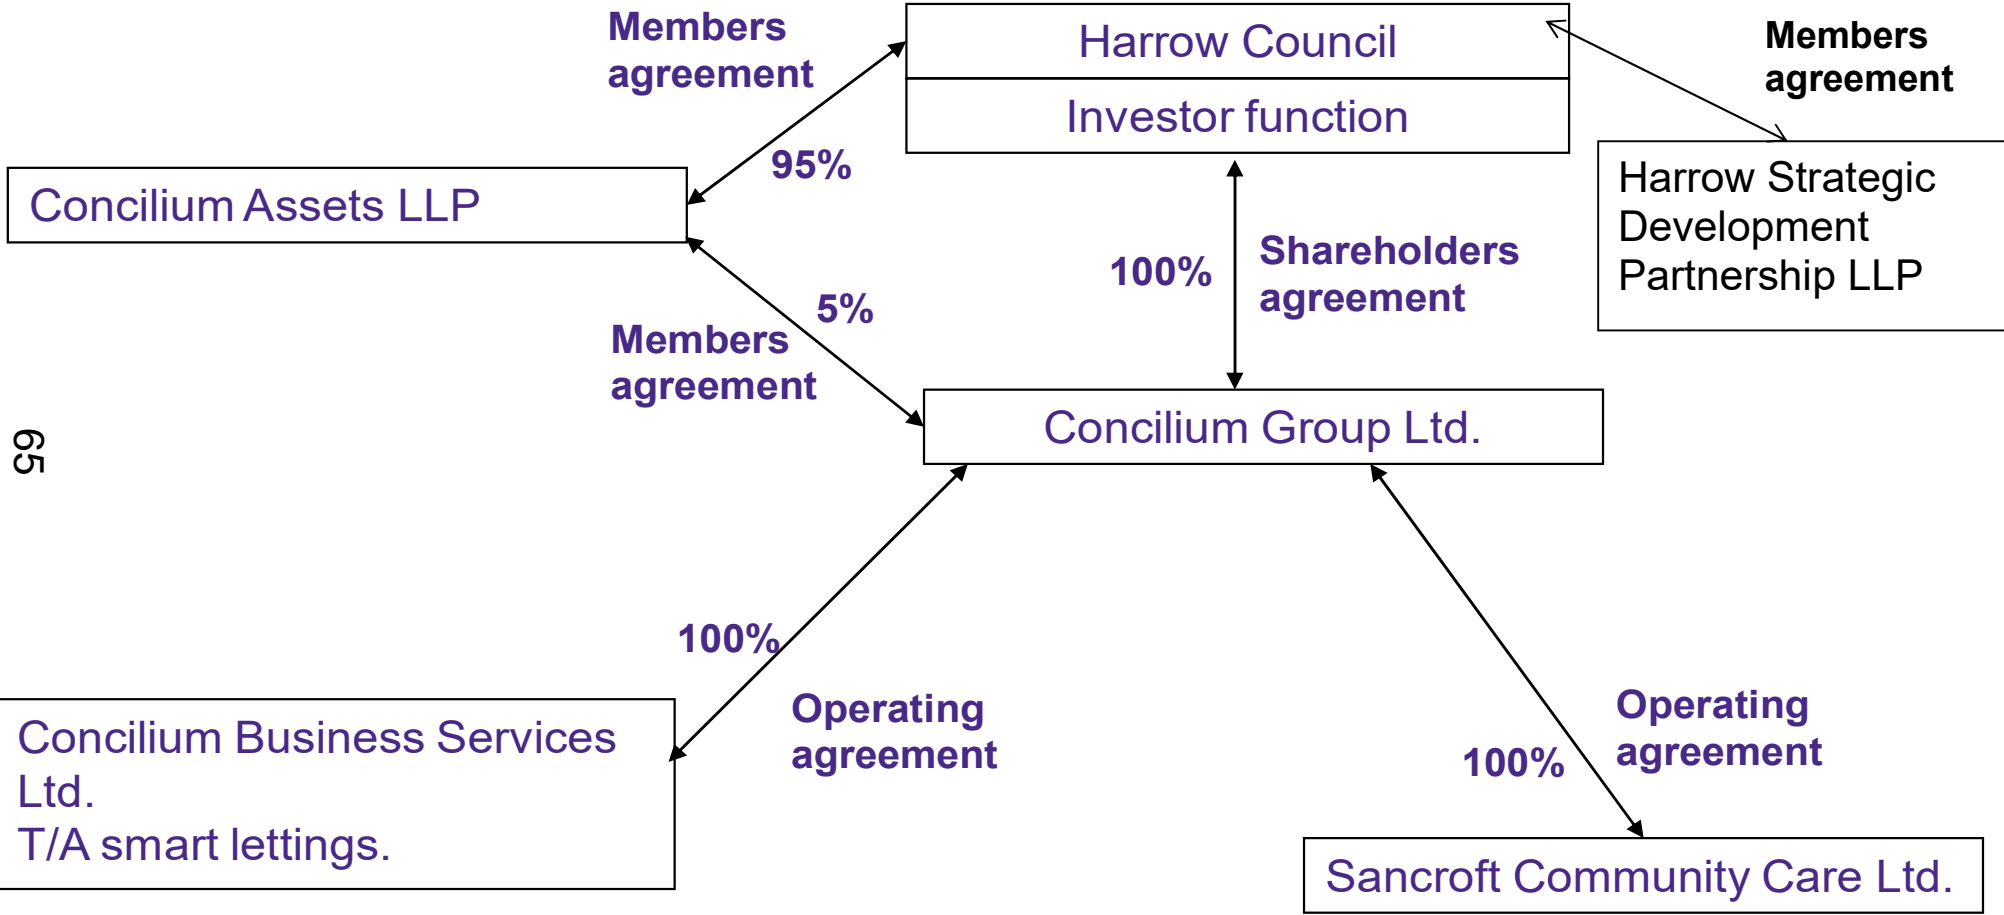 Members
agreement
Harrow Council
Investor function
Members
agreement
95%
Concilium Assets LLP
Harrow Strategic
Development
Partnership LLP
100%
Shareholders
agreement
5%
Members
agreement
Concilium Group Ltd.
65
100%
Operating
agreement
Concilium Business Services
Ltd.
T/A smart lettings.
Operating
agreement
100%
Sancroft Community Care Ltd.